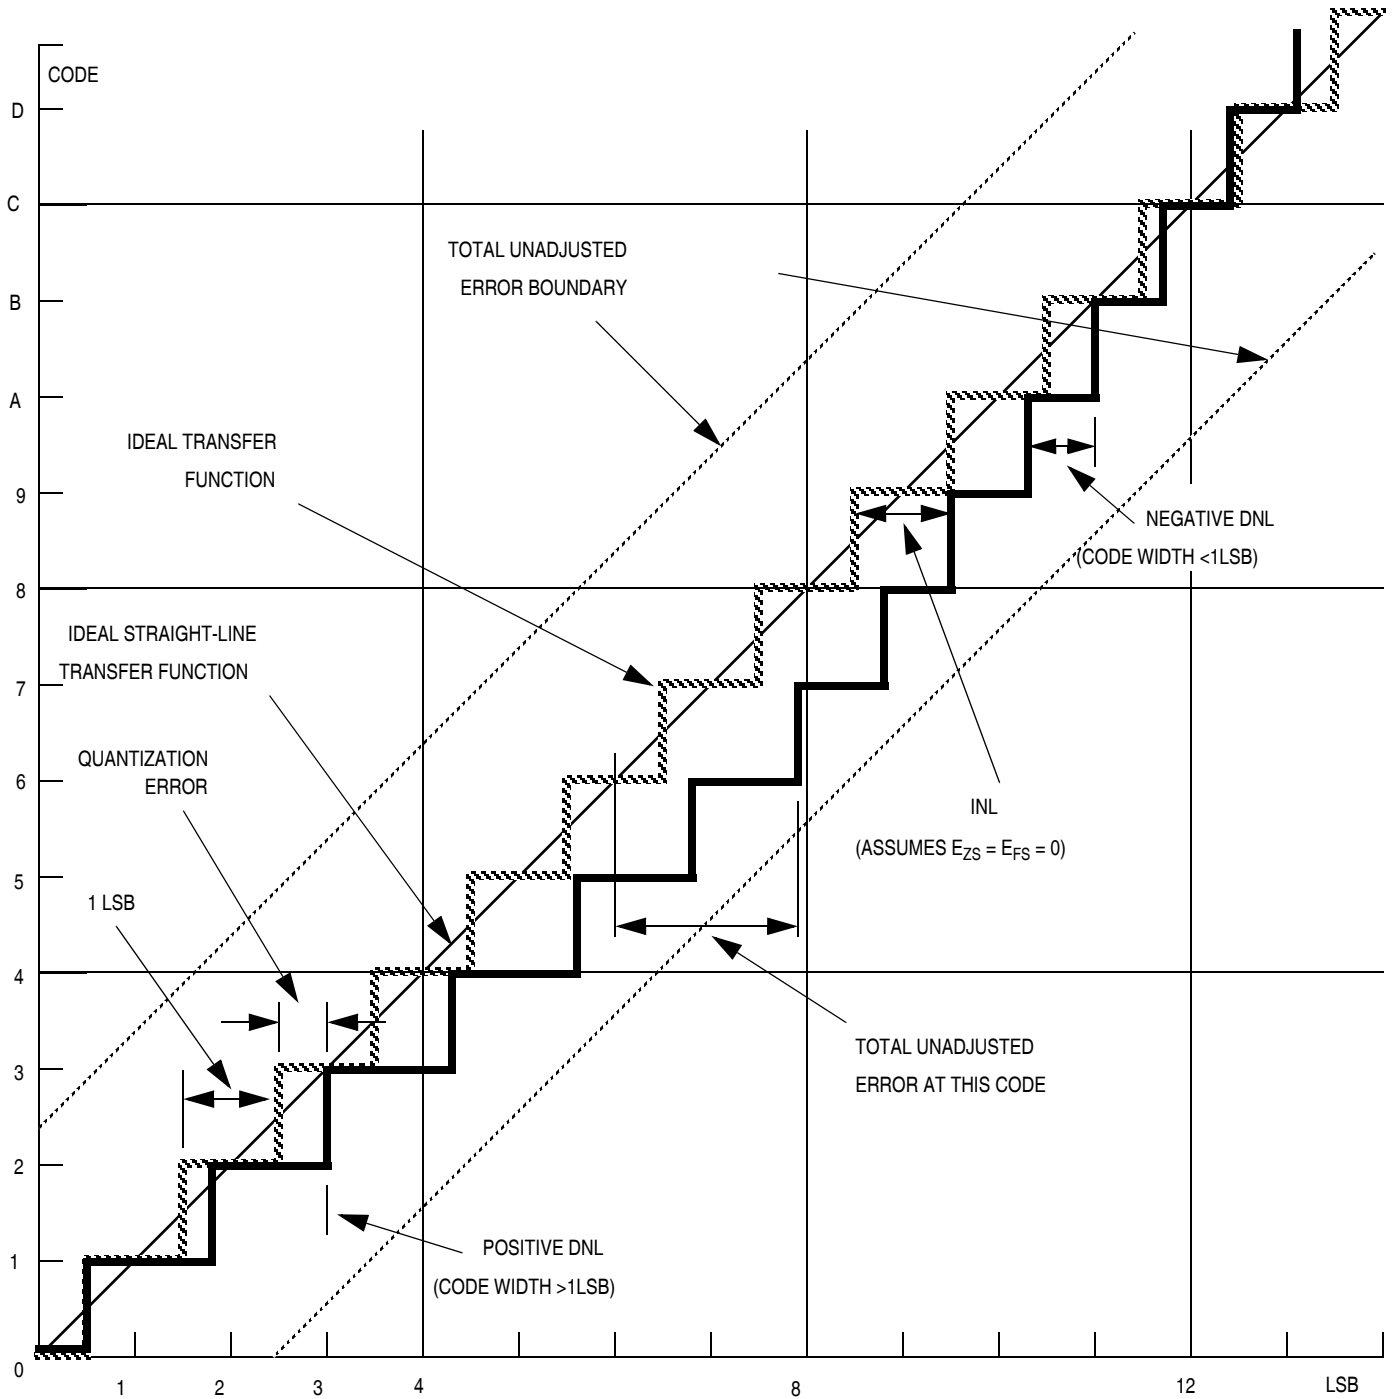 CODE
D
C
TOTAL UNADJUSTED
ERROR BOUNDARY
B
A
IDEAL TRANSFER
FUNCTION
9
NEGATIVE DNL
(CODE WIDTH <1LSB)
8
IDEAL STRAIGHT-LINE
TRANSFER FUNCTION
7
QUANTIZATION
ERROR
6
INL
(ASSUMES EZS = EFS = 0)
5
1 LSB
4
TOTAL UNADJUSTED
ERROR AT THIS CODE
3
2
POSITIVE DNL
(CODE WIDTH >1LSB)
1
0
1 2 3 4 8 12 LSB